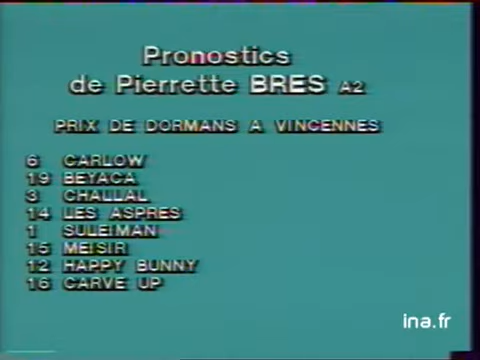 Pronostics
de Pierrette BRES A2
PRIX DE DORMANS A VINCENNES
6 CARLOW
19 BEYACA
3 CHALLAL
14 LES ASPRES
1 SULEIMAN
15 MEISIR
12 HAPPY BUNNY
16 CARVE UP
ina.fr